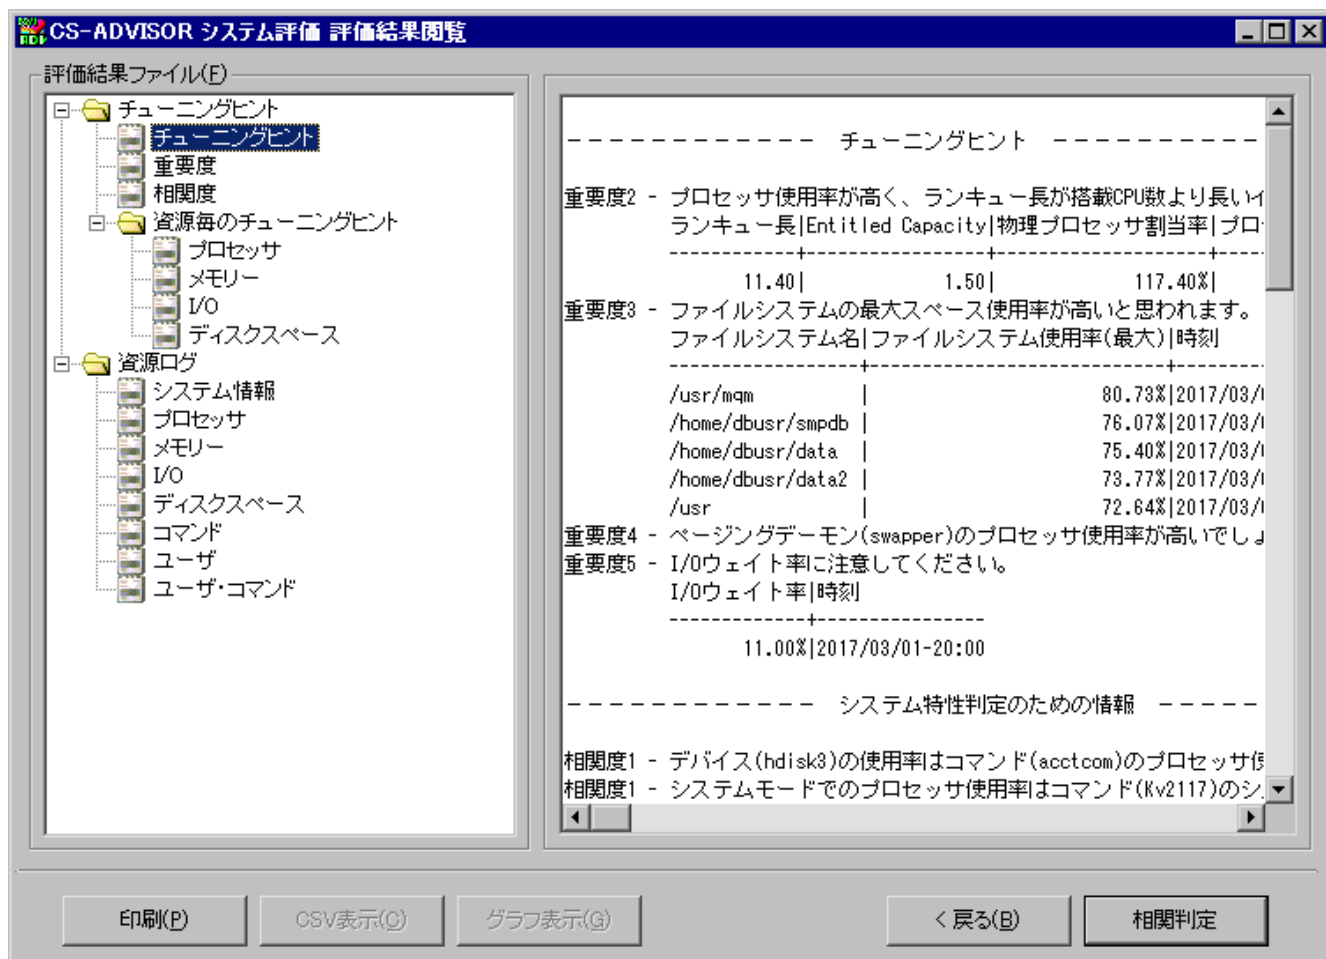 CS-ADVISOR システム評価 評価結果閲覧
評価結果ファイル(F)
チューニングヒント
チューニングヒント
重要度
相関度
資源毎のチューニングヒント
プロセッサ
メモリー
I/O
ディスクスペース
資源ログ
システム情報
プロセッサ
メモリー
I/O
ディスクスペース
コマンド
ユーザ
ユーザ・コマンド
------------- チューニングヒント ----------
重要度2 - プロセッサ使用率が高く、ランキュー長が搭載CPU数より長い
ランキュー長|Entitled Capacity|物理プロセッサ割当率|プロ
------------+-----------------+--------------------+----
11.40| 1.50| 117.40%|
重要度3 - ファイルシステムの最大スペース使用率が高いと思われます。
ファイルシステム名|ファイルシステム使用率(最大)|時刻
------------------+----------------------------+--------
/usr/mqm | 80.73%|2017/03/
/home/dbusr/smpdb | 76.07%|2017/03/
/home/dbusr/data | 75.40%|2017/03/
/home/dbusr/data2 | 73.77%|2017/03/
/usr | 72.64%|2017/03/
重要度4 - ページングデーモン(swapper)のプロセッサ使用率が高いでしょ
重要度5 - I/Oウェイト率に注意してください。
I/Oウェイト率|時刻
-------------+----------------
11.00%|2017/03/01-20:00
------------ システム特性判定のための情報 -----
相関度1 - デバイス(hdisk3)の使用率はコマンド(acctcom)のプロセッサ
相関度1 - システムモードでのプロセッサ使用率はコマンド(Kv2117)のシ
印刷(P)
CSV表示(C)
グラフ表示(G)
< 戻る(B)
相関判定